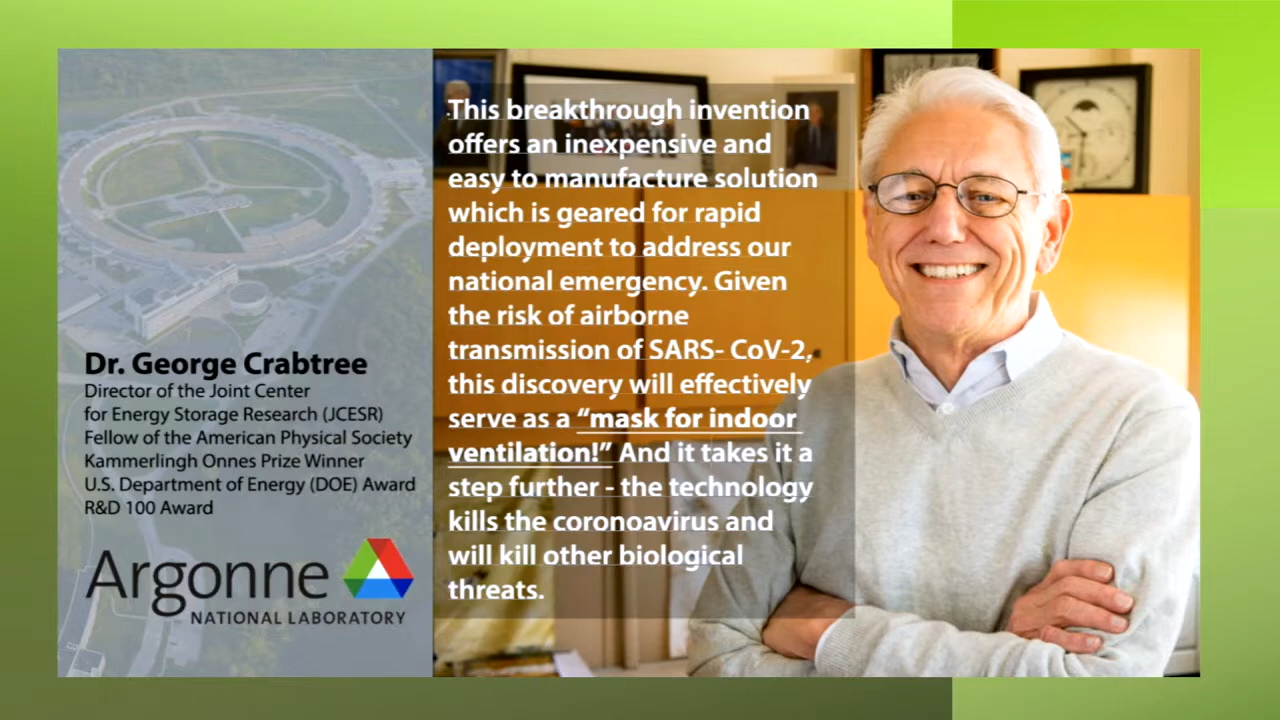 Dr. George Crabtree
Director of the Joint Center
for Energy Storage Research (JCESR)
Fellow of the American Physical Society
Kammerlingh Onnes Prize Winner
U.S. Department of Energy (DOE) Award
R&D 100 Award
Argonne
NATIONAL LABORATORY
This breakthrough invention
offers an inexpensive and
easy to manufacture solution
which is geared for rapid
deployment to address our
national emergency. Given
the risk of airborne
transmission of SARS- CoV-2,
this discovery will effectively
serve as a “mask for indoor
ventilation!” And it takes it a
step further - the technology
kills the coronoavirus and
will kill other biological
threats.